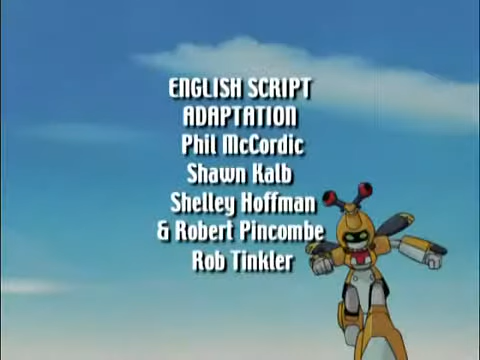 ENGLISH SCRIPT
ADAPTATION
Phil McCordic
Shawn Kalb
Shelley Hoffman
& Robert Pincombe
Rob Tinkler